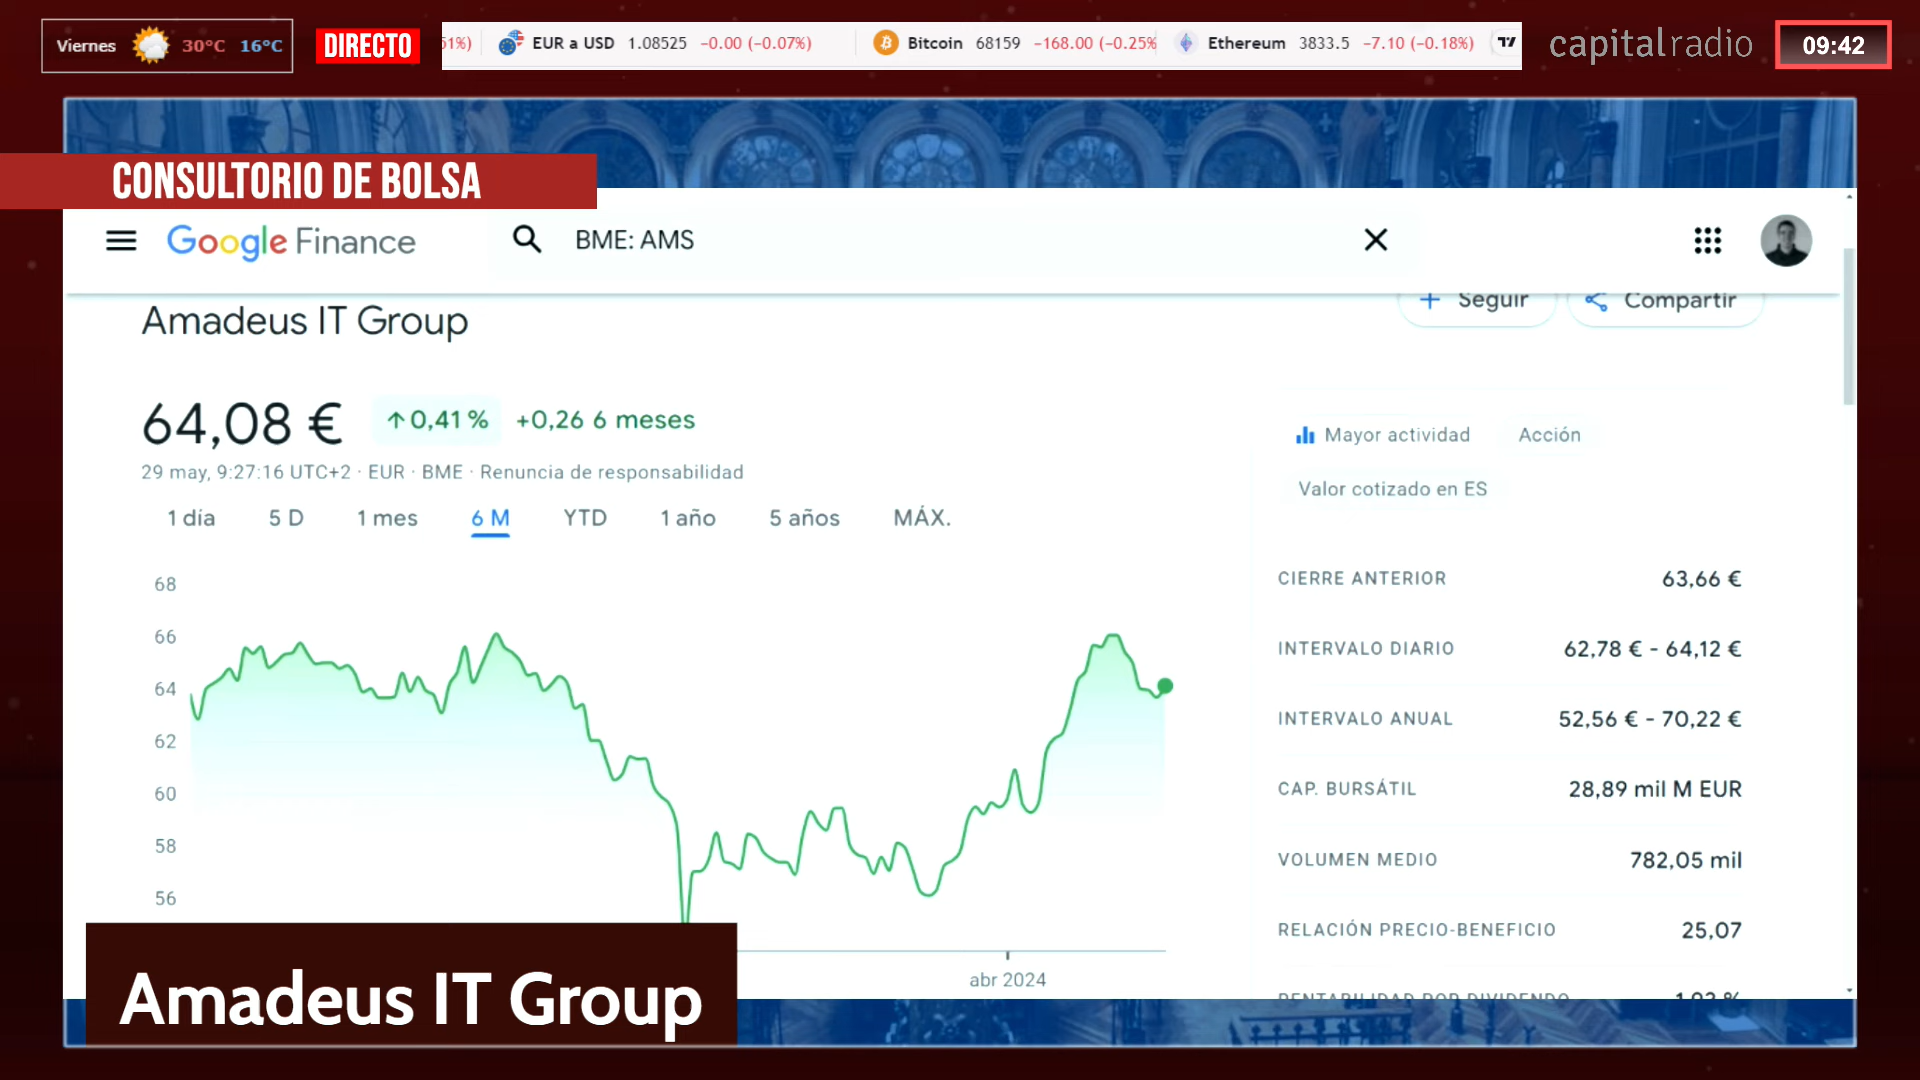 Viernes 30°C 16°C DIRECTO 51%) EUR a USD 1.08525 −0.00 (−0.07%) Bitcoin 68159 −168.00 (−0.25% Ethereum 3833.5 −7.10 (−0.18%) capitalradio 09:42
CONSULTORIO DE BOLSA
Google Finance BME: AMS
Seguir Compartir
Amadeus IT Group
64,08 € ↑0,41 % +0,26 6 meses
29 may, 9:27:16 UTC+2 · EUR · BME · Renuncia de responsabilidad
1 día 5 D 1 mes 6 M YTD 1 año 5 años MÁX.
68
66
64
62
60
58
56
abr 2024
Mayor actividad Acción
Valor cotizado en ES
CIERRE ANTERIOR 63,66 €
INTERVALO DIARIO 62,78 € - 64,12 €
INTERVALO ANUAL 52,56 € - 70,22 €
CAP. BURSÁTIL 28,89 mil M EUR
VOLUMEN MEDIO 782,05 mil
RELACIÓN PRECIO-BENEFICIO 25,07
RENTABILIDAD POR DIVIDENDO 1,93 %
Amadeus IT Group